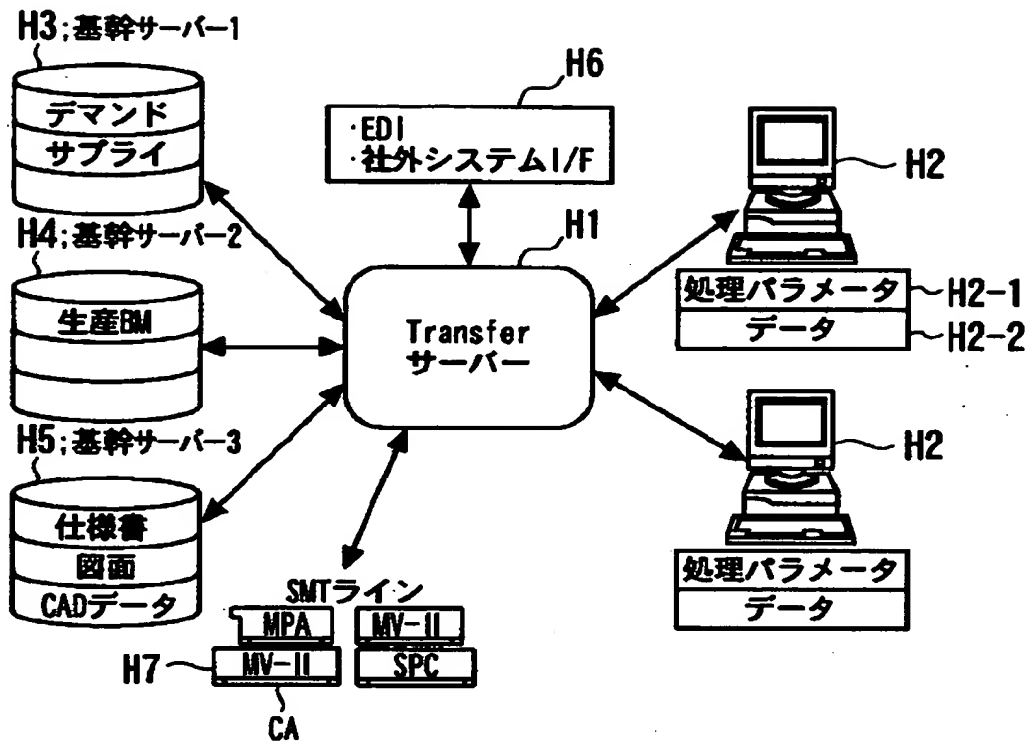 H3;基幹サーバー1
デマンド
サプライ
H4;基幹サーバー2
生産BM
H5;基幹サーバー3
仕様書
図面
CADデータ
H6
・EDI
・社外システムI/F
H1
Transfer
サーバー
SMTライン
MPA
MV-II
H7
MV-II
SPC
CA
H2
処理パラメータ
H2-1
データ
H2-2
H2
処理パラメータ
データ